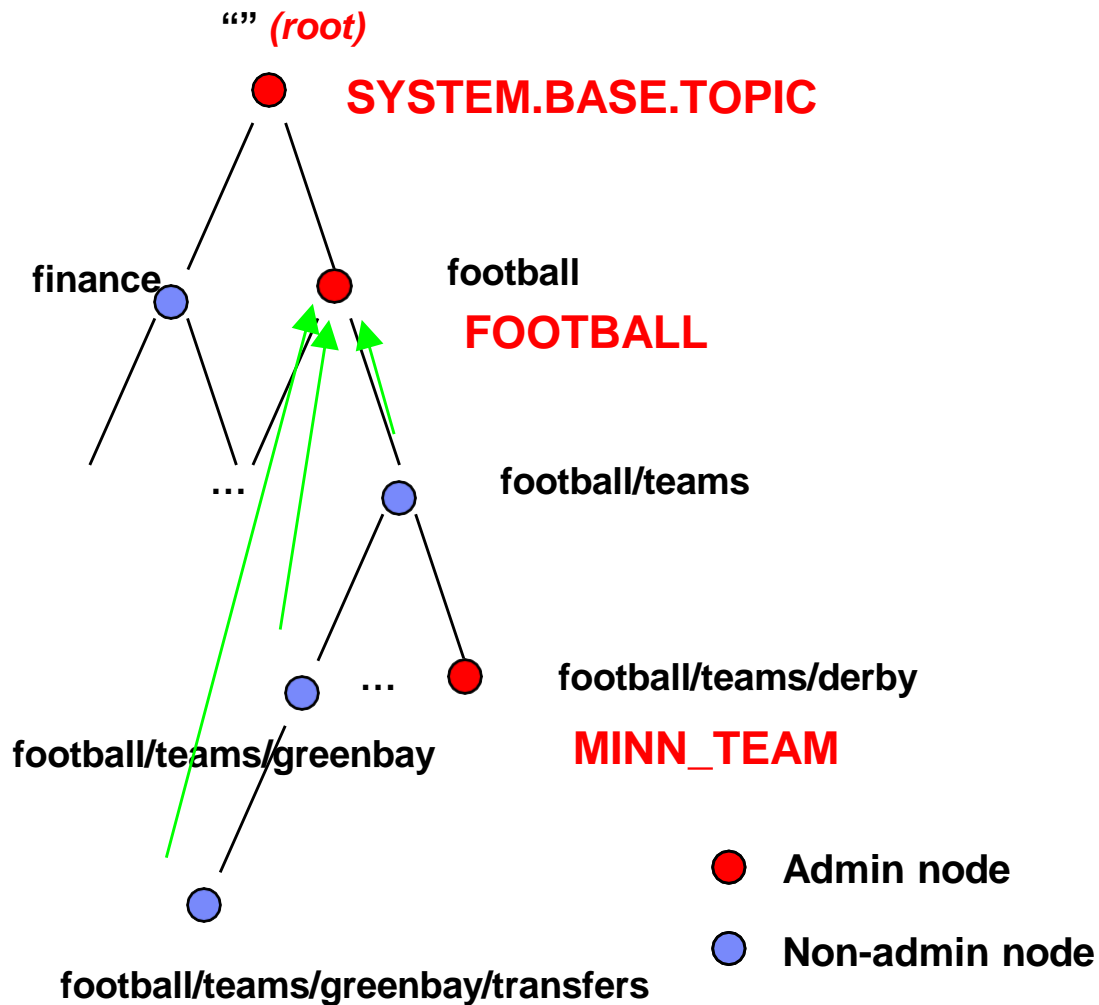 “” (root)
SYSTEM.BASE.TOPIC
finance
football
FOOTBALL
...
football/teams
...
football/teams/derby
football/teams/greenbay
MINN_TEAM
Admin node
Non-admin node
football/teams/greenbay/transfers